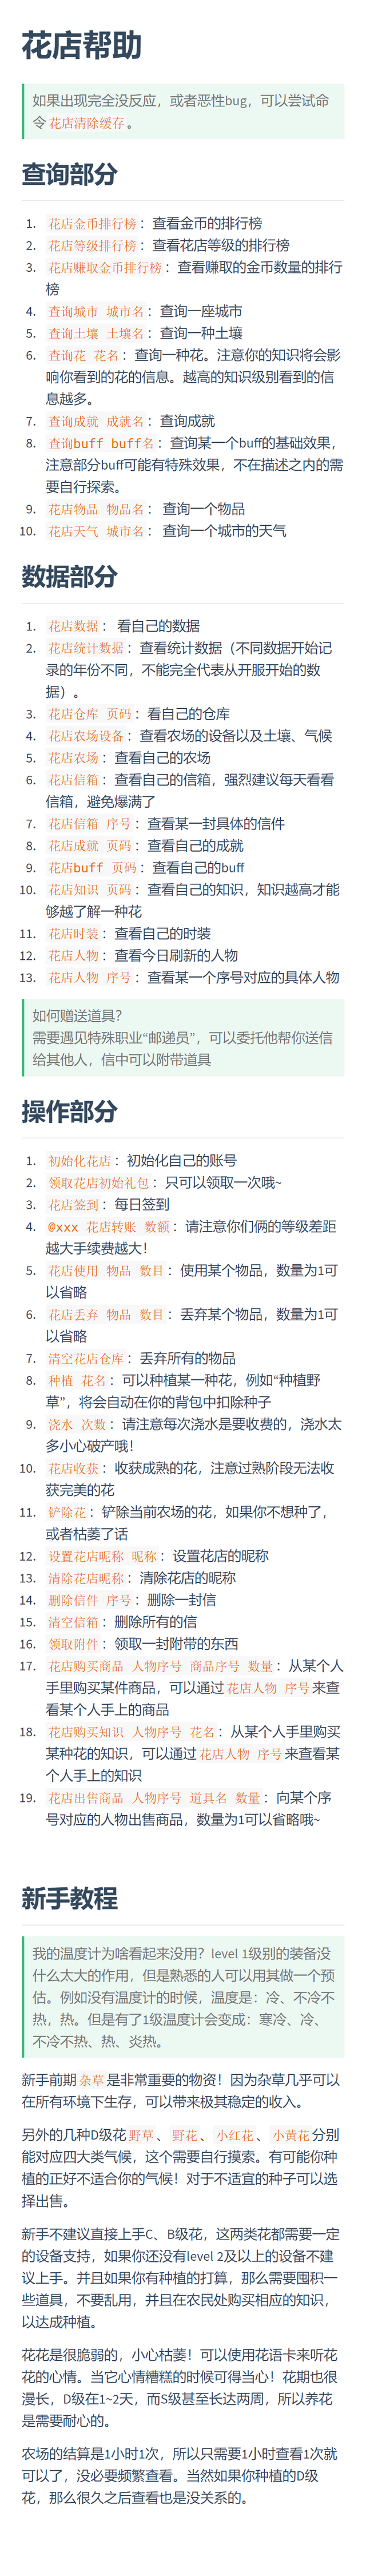 花店帮助
如果出现完全没反应，或者恶性bug，可以尝试命
令 花店清除缓存 。
查询部分
1. 花店金币排行榜 ：查看金币的排行榜
2. 花店等级排行榜 ：查看花店等级的排行榜
3. 花店赚取金币排行榜 ：查看赚取的金币数量的排行
榜
4. 查询城市 城市名 ：查询一座城市
5. 查询土壤 土壤名 ：查询一种土壤
6. 查询花 花名 ：查询一种花。注意你的知识将会影
响你看到的花的信息。越高的知识级别看到的信
息越多。
7. 查询成就 成就名 ：查询成就
8. 查询buff buff名 ：查询某一个buff的基础效果，
注意部分buff可能有特殊效果，不在描述之内的需
要自行探索。
9. 花店物品 物品名 ： 查询一个物品
10. 花店天气 城市名 ： 查询一个城市的天气
数据部分
1. 花店数据 ： 看自己的数据
2. 花店统计数据 ：查看统计数据（不同数据开始记
录的年份不同，不能完全代表从开服开始的数
据）。
3. 花店仓库 页码 ：看自己的仓库
4. 花店农场设备 ：查看农场的设备以及土壤、气候
5. 花店农场 ：查看自己的农场
6. 花店信箱 ：查看自己的信箱，强烈建议每天看看
信箱，避免爆满了
7. 花店信箱 序号 ：查看某一封具体的信件
8. 花店成就 页码 ：查看自己的成就
9. 花店buff 页码 ：查看自己的buff
10. 花店知识 页码 ：查看自己的知识，知识越高才能
够越了解一种花
11. 花店时装 ：查看自己的时装
12. 花店人物 ：查看今日刷新的人物
13. 花店人物 序号 ：查看某一个序号对应的具体人物
如何赠送道具？
需要遇见特殊职业“邮递员”，可以委托他帮你送信
给其他人，信中可以附带道具
操作部分
1. 初始化花店 ：初始化自己的账号
2. 领取花店初始礼包 ：只可以领取一次哦~
3. 花店签到 ：每日签到
4. @xxx 花店转账 数额 ：请注意你们俩的等级差距
越大手续费越大！
5. 花店使用 物品 数目 ：使用某个物品，数量为1可
以省略
6. 花店丢弃 物品 数目 ：丢弃某个物品，数量为1可
以省略
7. 清空花店仓库 ：丢弃所有的物品
8. 种植 花名 ：可以种植某一种花，例如“种植野
草”，将会自动在你的背包中扣除种子
9. 浇水 次数 ：请注意每次浇水是要收费的，浇水太
多小心破产哦！
10. 花店收获 ：收获成熟的花，注意过熟阶段无法收
获完美的花
11. 铲除花 ：铲除当前农场的花，如果你不想种了，
或者枯萎了话
12. 设置花店昵称 昵称 ：设置花店的昵称
13. 清除花店昵称 ：清除花店的昵称
14. 删除信件 序号 ：删除一封信
15. 清空信箱 ：删除所有的信
16. 领取附件 ：领取一封附带的东西
17. 花店购买商品 人物序号 商品序号 数量 ：从某个人
手里购买某件商品，可以通过 花店人物 序号 来查
看某个人手上的商品
18. 花店购买知识 人物序号 花名 ：从某个人手里购买
某种花的知识，可以通过 花店人物 序号 来查看某
个人手上的知识
19. 花店出售商品 人物序号 道具名 数量 ：向某个序
号对应的人物出售商品，数量为1可以省略哦~
新手教程
我的温度计为啥看起来没用？level 1级别的装备没
什么太大的作用，但是熟悉的人可以用其做一个预
估。例如没有温度计的时候，温度是：冷、不冷不
热，热。但是有了1级温度计会变成：寒冷、冷、
不冷不热、热、炎热。
新手前期 杂草 是非常重要的物资！因为杂草几乎可以
在所有环境下生存，可以带来极其稳定的收入。
另外的几种D级花 野草 、 野花 、 小红花 、 小黄花 分别
能对应四大类气候，这个需要自行摸索。有可能你种
植的正好不适合你的气候！对于不适宜的种子可以选
择出售。
新手不建议直接上手C、B级花，这两类花都需要一定
的设备支持，如果你还没有level 2及以上的设备不建
议上手。并且如果你有种植的打算，那么需要囤积一
些道具，不要乱用，并且在农民处购买相应的知识，
以达成种植。
花花是很脆弱的，小心枯萎！可以使用花语卡来听花
花的心情。当它心情糟糕的时候可得当心！花期也很
漫长，D级在1~2天，而S级甚至长达两周，所以养花
是需要耐心的。
农场的结算是1小时1次，所以只需要1小时查看1次就
可以了，没必要频繁查看。当然如果你种植的D级
花，那么很久之后查看也是没关系的。